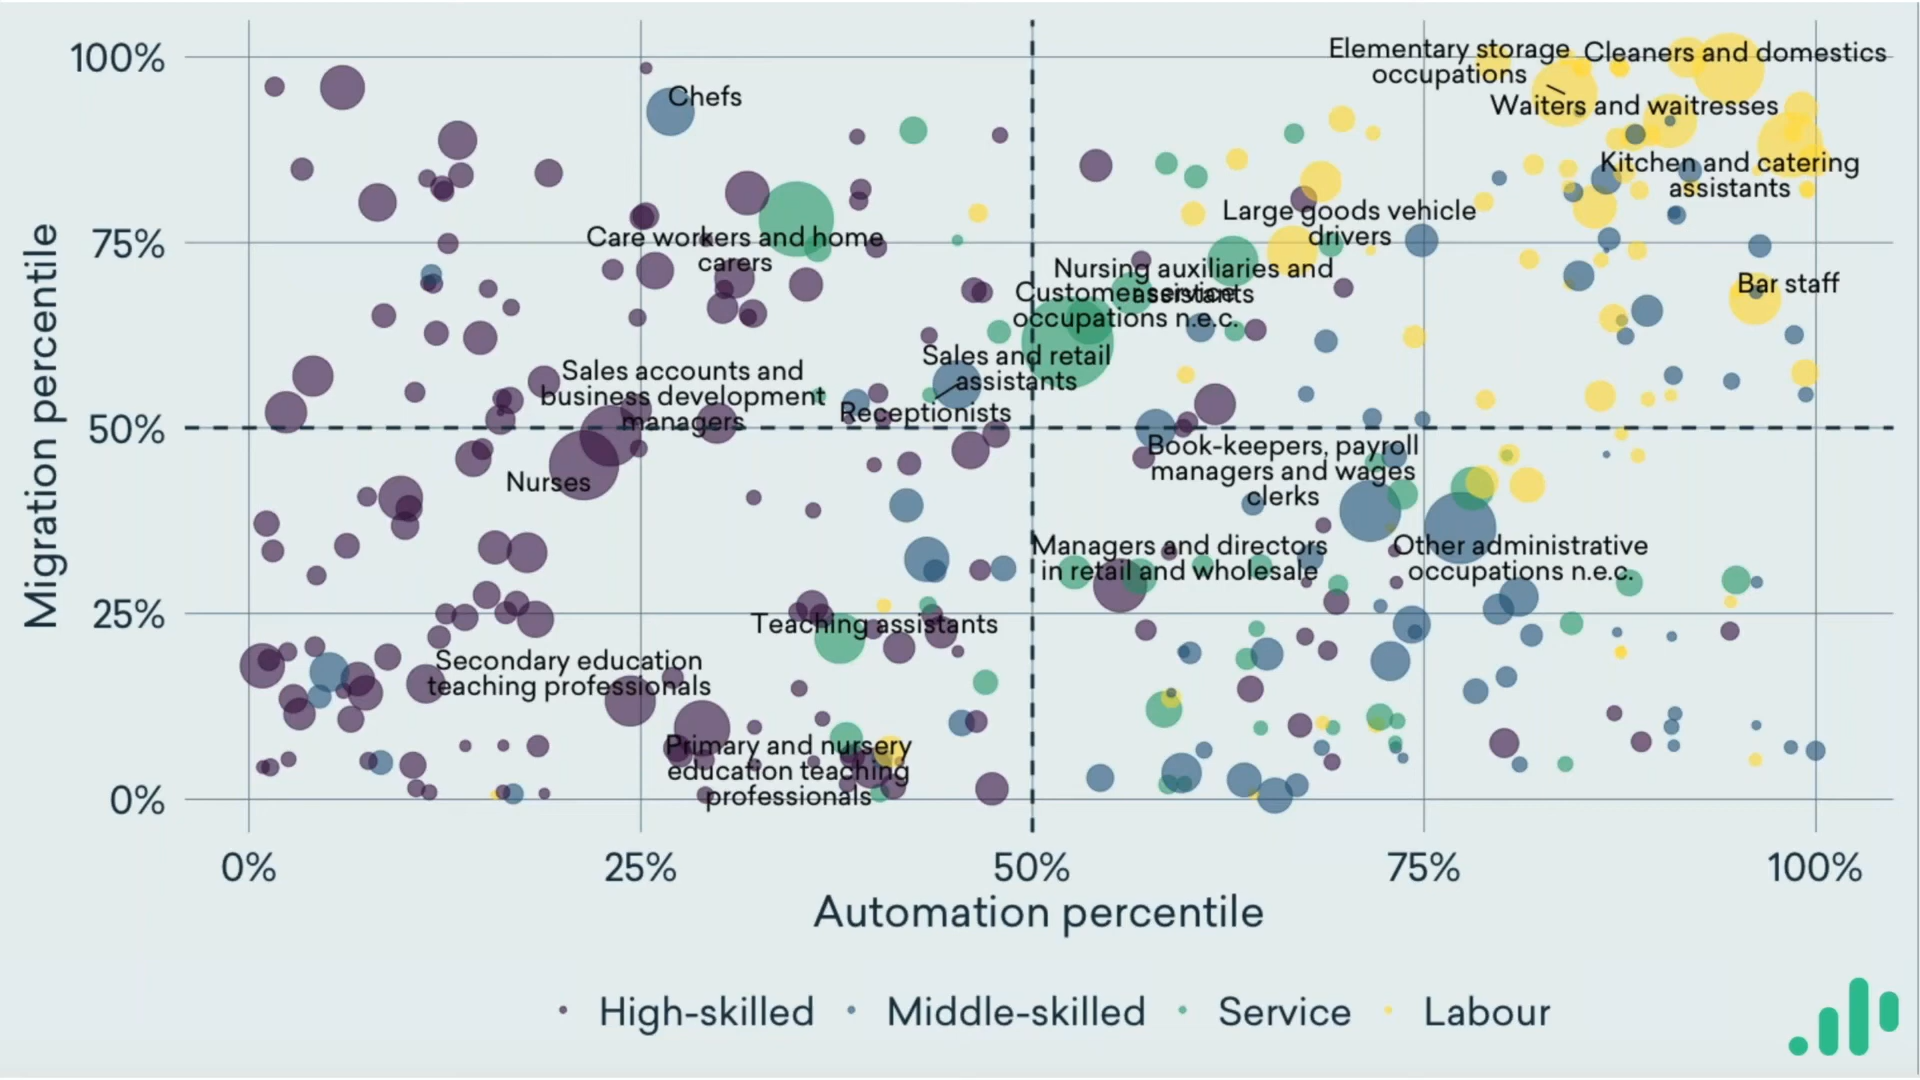 100%
75%
50%
25%
0%
Migration percentile
Elementary storage
occupations
Cleaners and domestics
Chefs
Waiters and waitresses
Kitchen and catering
assistants
Large goods vehicle
drivers
Care workers and home
carers
Nursing auxiliaries and
assistants
Customer service
occupations n.e.c.
Bar staff
Sales and retail
assistants
Sales accounts and
business development
managers
Receptionists
Nurses
Book-keepers, payroll
managers and wages
clerks
Managers and directors
in retail and wholesale
Other administrative
occupations n.e.c.
Teaching assistants
Secondary education
teaching professionals
Primary and nursery
education teaching
professionals
0%
25%
50%
75%
100%
Automation percentile
High-skilled
Middle-skilled
Service
Labour